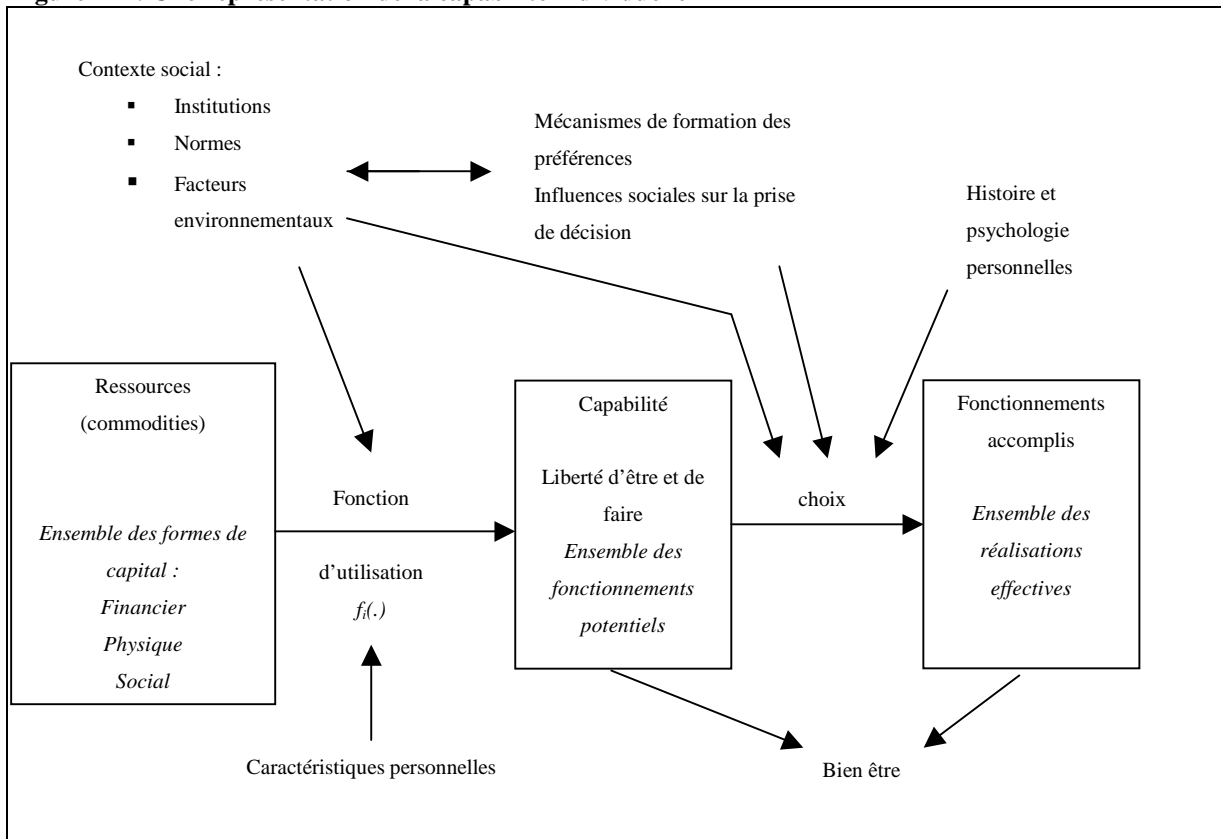 Contexte social :
▪ Institutions
▪ Normes
▪ Facteurs
environnementaux
Mécanismes de formation des
préférences
Influences sociales sur la prise
de décision
Histoire et
psychologie
personnelles
Ressources
(commodities)
Ensemble des formes de
capital :
Financier
Physique
Social
Fonction
d’utilisation
fi(.)
Caractéristiques personnelles
Capabilité
Liberté d’être et de
faire
Ensemble des
fonctionnements
potentiels
choix
Fonctionnements
accomplis
Ensemble des
réalisations
effectives
Bien être